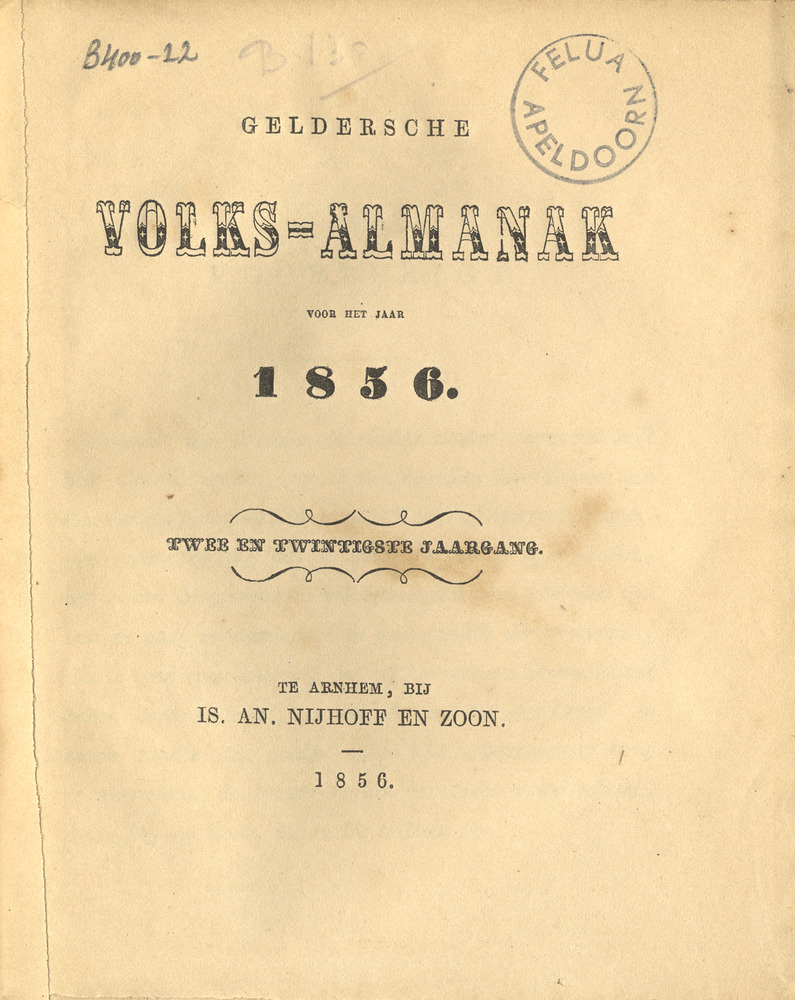 B400-22
B 130
FELUA
APELDOORN
GELDERSCHE
VOLKS=ALMANAK
VOOR HET JAAR
1856.
TWEE EN TWINTIGSTE JAARGANG.
TE ARNHEM, BIJ
IS. AN. NIJHOFF EN ZOON.
1856.